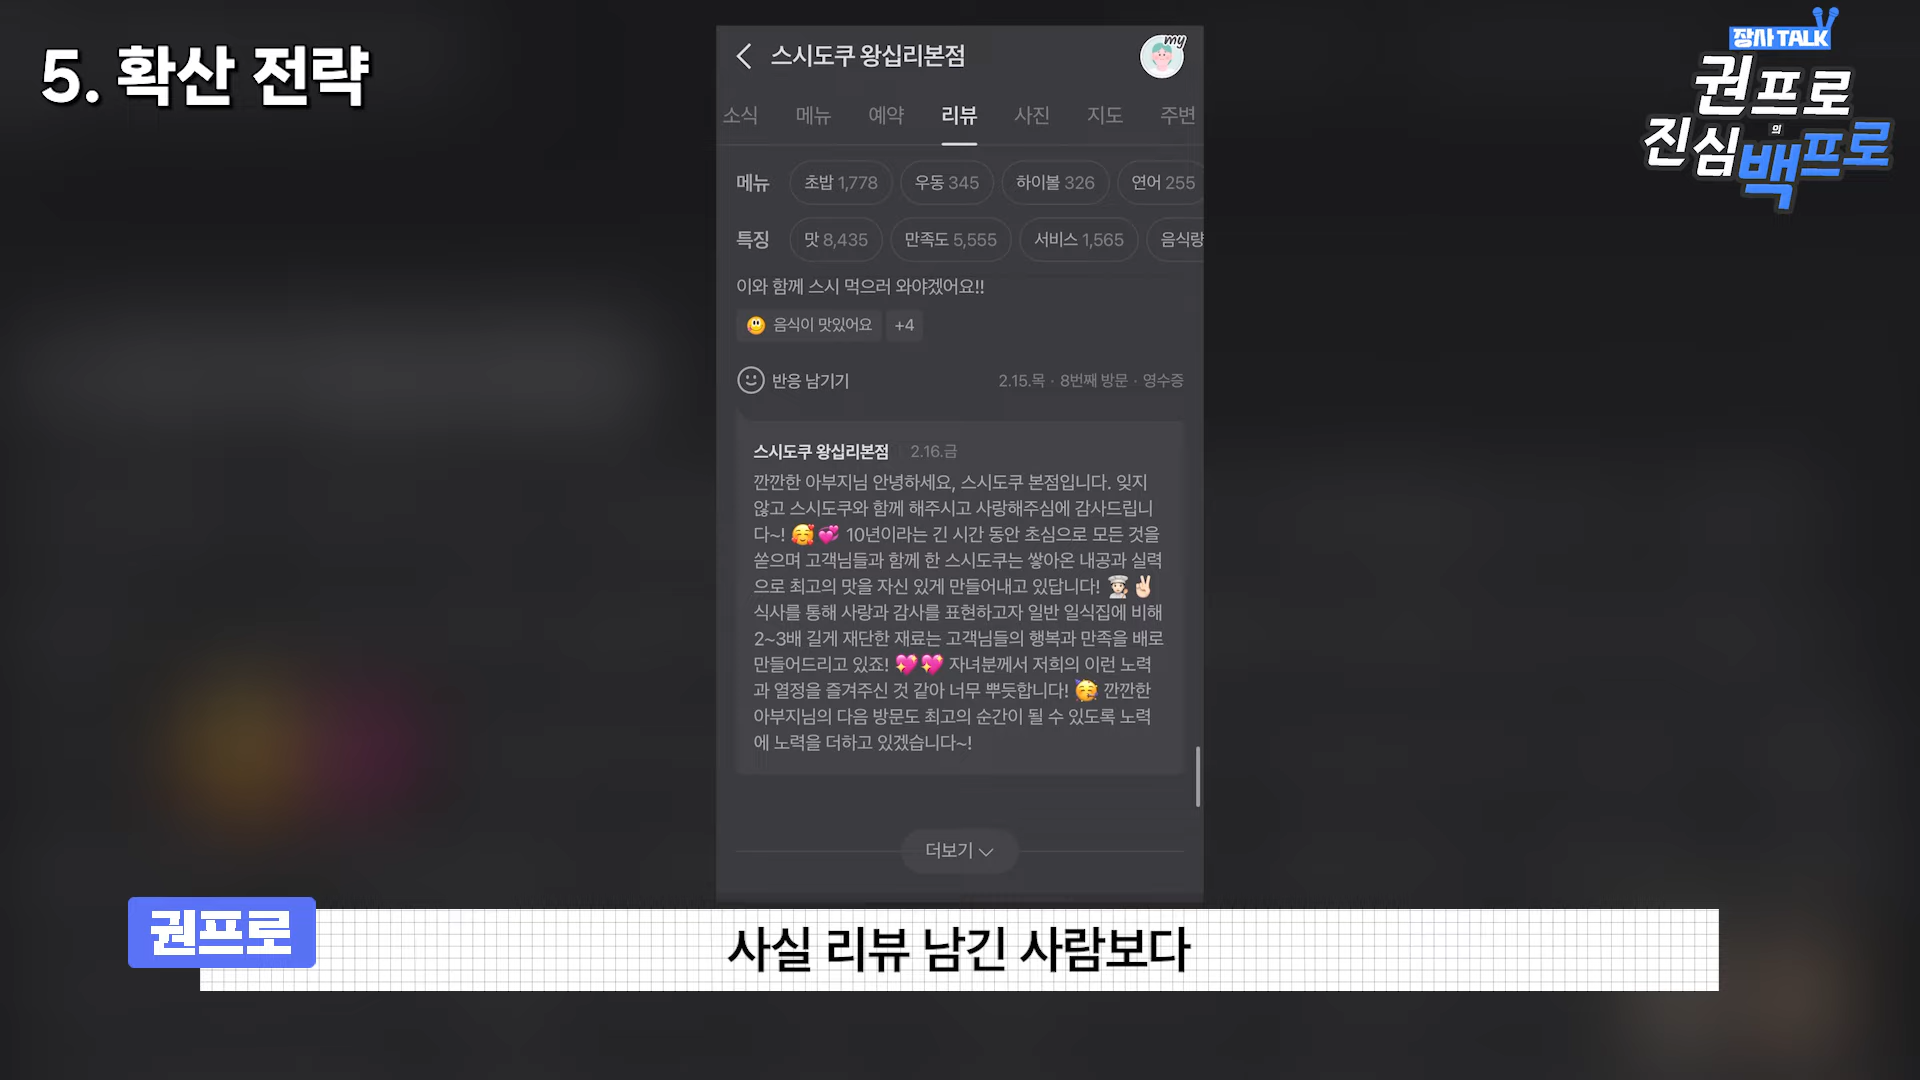 5. 확산 전략
장사 TALK
권프로
의
진심 백프로
스시도쿠 왕십리본점
my
소식 메뉴 예약 리뷰 사진 지도 주변
메뉴 초밥 1,778 우동 345 하이볼 326 연어 255
특징 맛 8,435 만족도 5,555 서비스 1,565 음식량
이와 함께 스시 먹으러 와야겠어요!!
음식이 맛있어요 +4
반응 남기기 2.15.목 · 8번째 방문 · 영수증
스시도쿠 왕십리본점 2.16.금
깐깐한 아부지님 안녕하세요, 스시도쿠 본점입니다. 잊지
않고 스시도쿠와 함께 해주시고 사랑해주심에 감사드립니
다~! 🥰💞 10년이라는 긴 시간 동안 초심으로 모든 것을
쏟으며 고객님들과 함께 한 스시도쿠는 쌓아온 내공과 실력
으로 최고의 맛을 자신 있게 만들어내고 있답니다! 👩🏻‍🍳✌🏻
식사를 통해 사랑과 감사를 표현하고자 일반 일식집에 비해
2~3배 길게 재단한 재료는 고객님들의 행복과 만족을 배로
만들어드리고 있죠! 💖💖 자녀분께서 저희의 이런 노력
과 열정을 즐겨주신 것 같아 너무 뿌듯합니다! 🥳 깐깐한
아부지님의 다음 방문도 최고의 순간이 될 수 있도록 노력
에 노력을 더하고 있겠습니다~!
더보기
권프로
사실 리뷰 남긴 사람보다